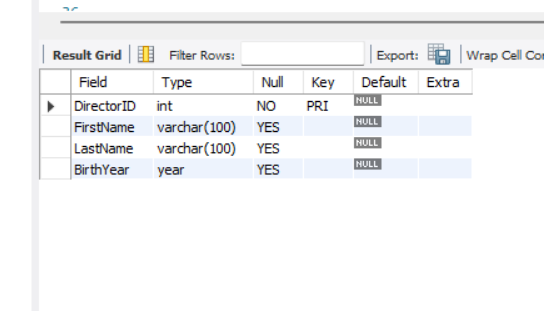 Result Grid Filter Rows: Export: Wrap Cell Con
Field Type Null Key Default Extra
DirectorID int NO PRI NULL
FirstName varchar(100) YES NULL
LastName varchar(100) YES NULL
BirthYear year YES NULL